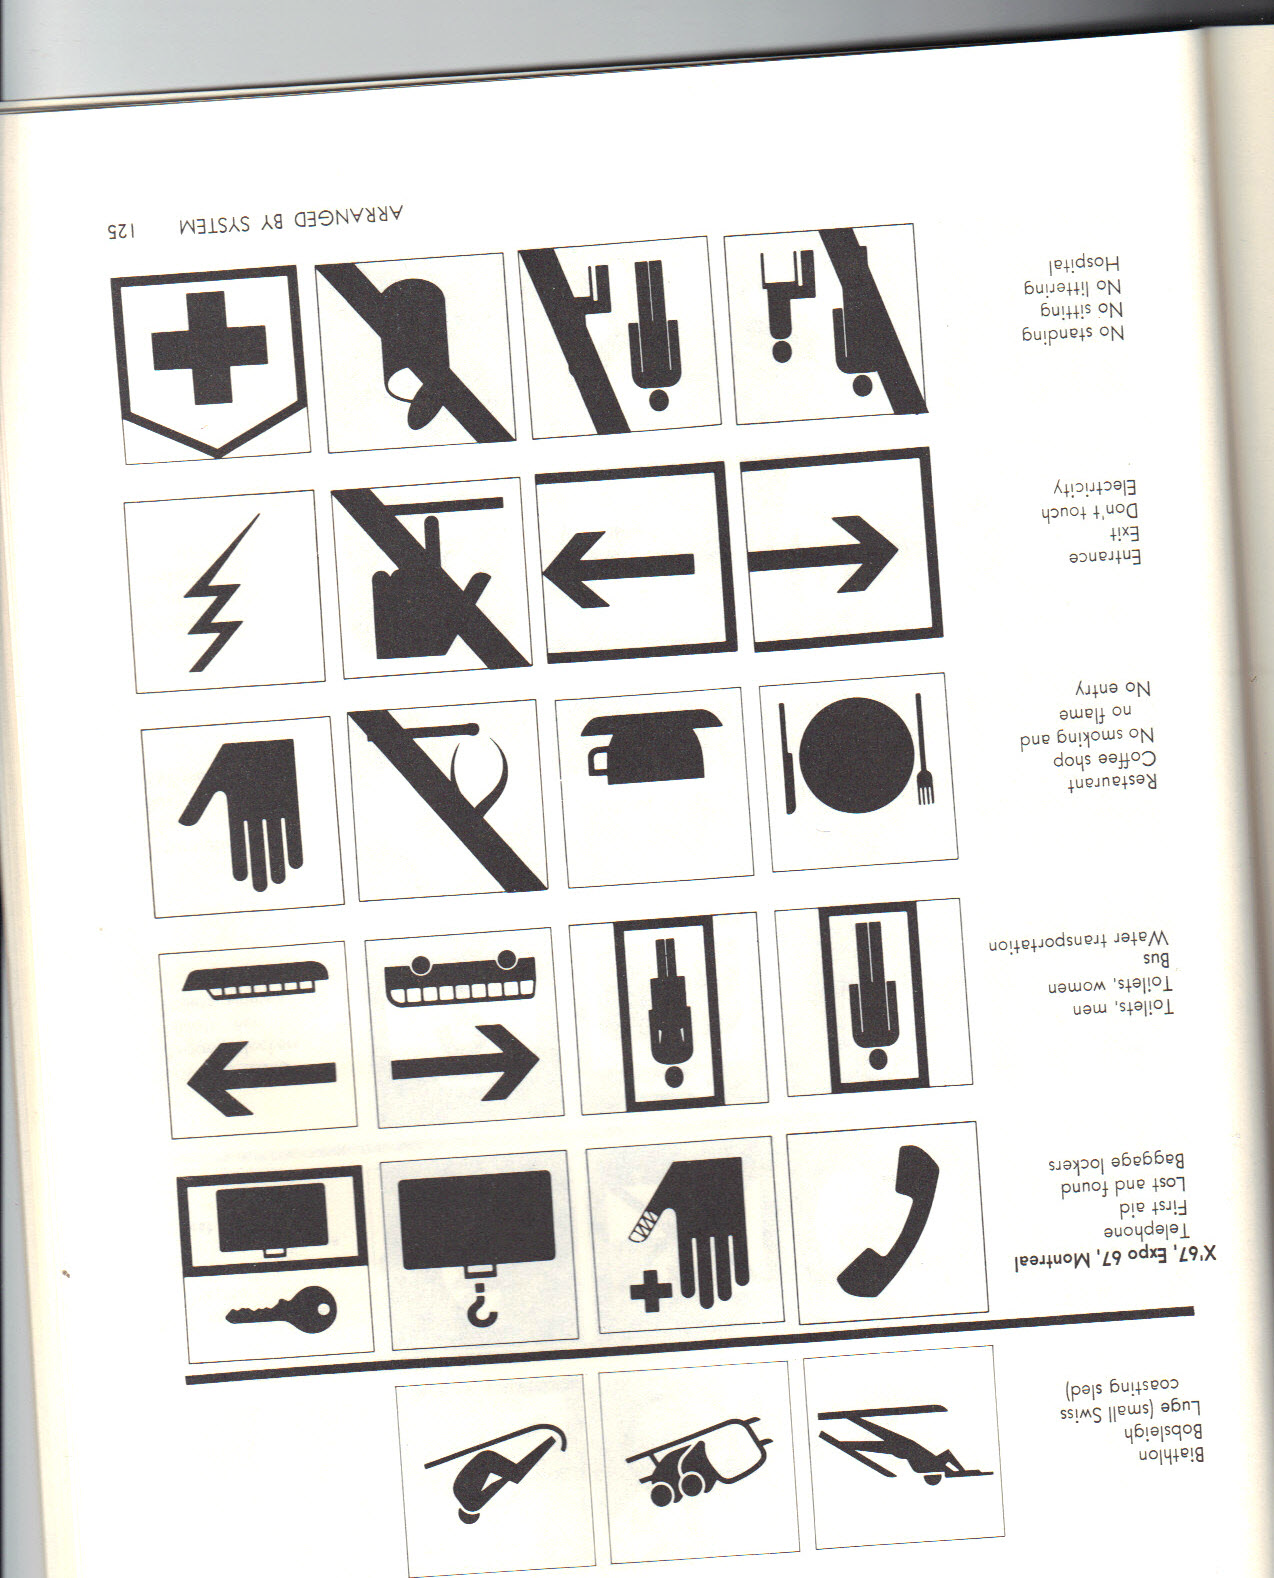 Biathlon
Bobsleigh
Luge (small Swiss
coasting sled)
X'67, Expo 67, Montreal
Telephone
First aid
Lost and found
Baggage lockers
Toilets, men
Toilets, women
Bus
Water transportation
Restaurant
Coffee shop
No smoking and
no flame
No entry
Entrance
Exit
Don't touch
Electricity
No standing
No sitting
No littering
Hospital
ARRANGED BY SYSTEM 125